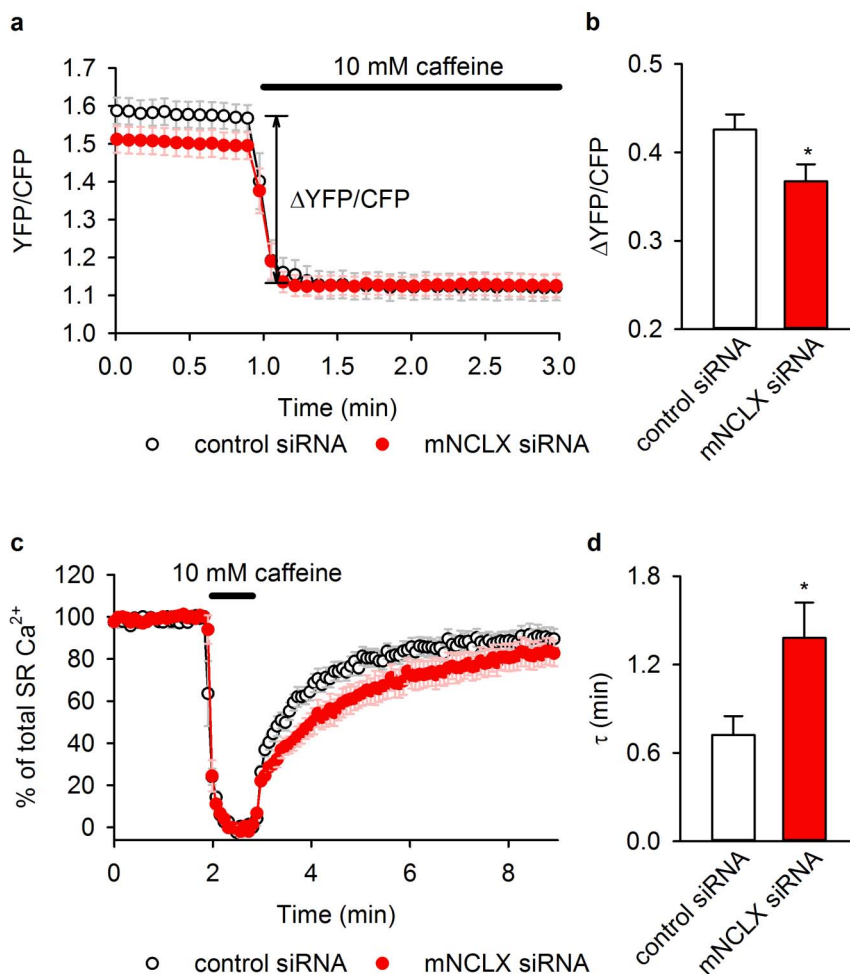 a
10 mM caffeine
1.7
1.6
1.5
1.4
1.3
1.2
1.1
1.0
YFP/CFP
ΔYFP/CFP
0.0 0.5 1.0 1.5 2.0 2.5 3.0
Time (min)
control siRNA mNCLX siRNA
b
0.5
0.4
0.3
0.2
ΔYFP/CFP
*
control siRNA
mNCLX siRNA
c
10 mM caffeine
120
100
80
60
40
20
0
% of total SR Ca²⁺
0 2 4 6 8
Time (min)
control siRNA mNCLX siRNA
d
1.8
1.2
0.6
0.0
τ (min)
*
control siRNA
mNCLX siRNA